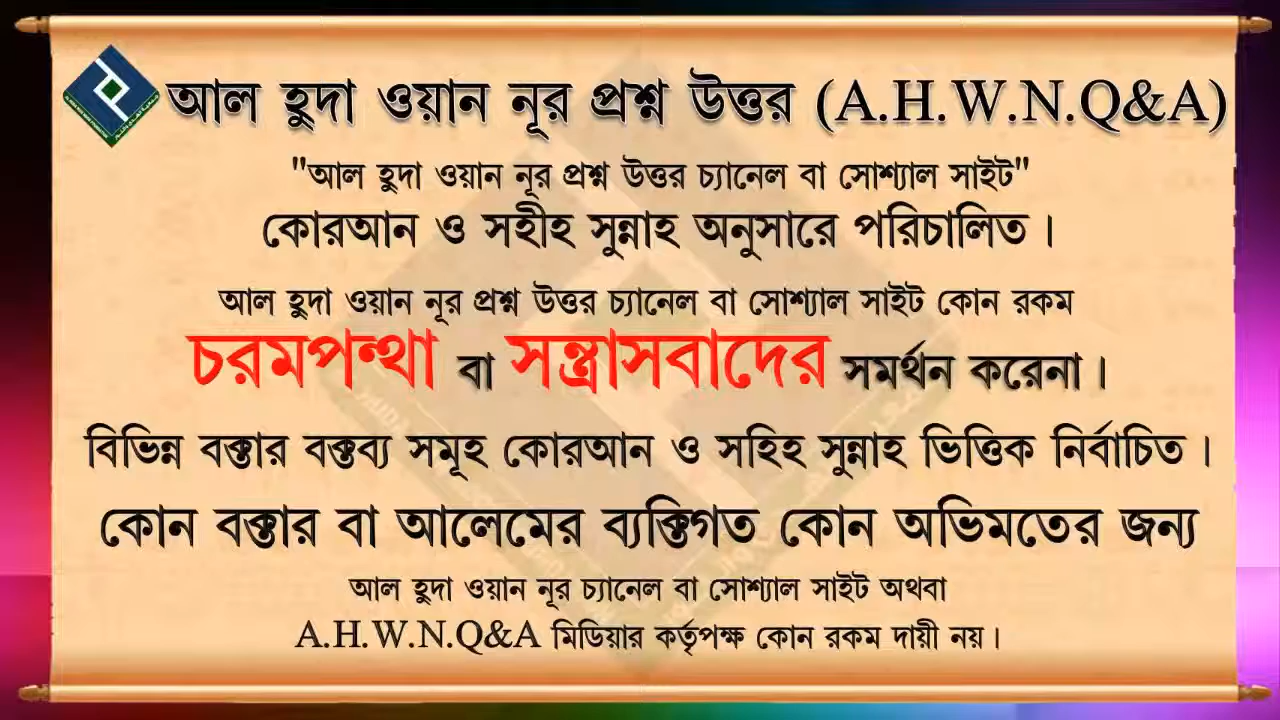 আল হুদা ওয়ান নূর প্রশ্ন উত্তর (A.H.W.N.Q&A)
"আল হুদা ওয়ান নূর প্রশ্ন উত্তর চ্যানেল বা সোশ্যাল সাইট"
কোরআন ও সহীহ সুন্নাহ অনুসারে পরিচালিত।
আল হুদা ওয়ান নূর প্রশ্ন উত্তর চ্যানেল বা সোশ্যাল সাইট কোন রকম
চরমপন্থা বা সন্ত্রাসবাদের সমর্থন করেনা।
বিভিন্ন বক্তার বক্তব্য সমূহ কোরআন ও সহিহ সুন্নাহ ভিত্তিক নির্বাচিত।
কোন বক্তার বা আলেমের ব্যক্তিগত কোন অভিমতের জন্য
আল হুদা ওয়ান নূর চ্যানেল বা সোশ্যাল সাইট অথবা
A.H.W.N.Q&A মিডিয়ার কর্তৃপক্ষ কোন রকম দায়ী নয়।